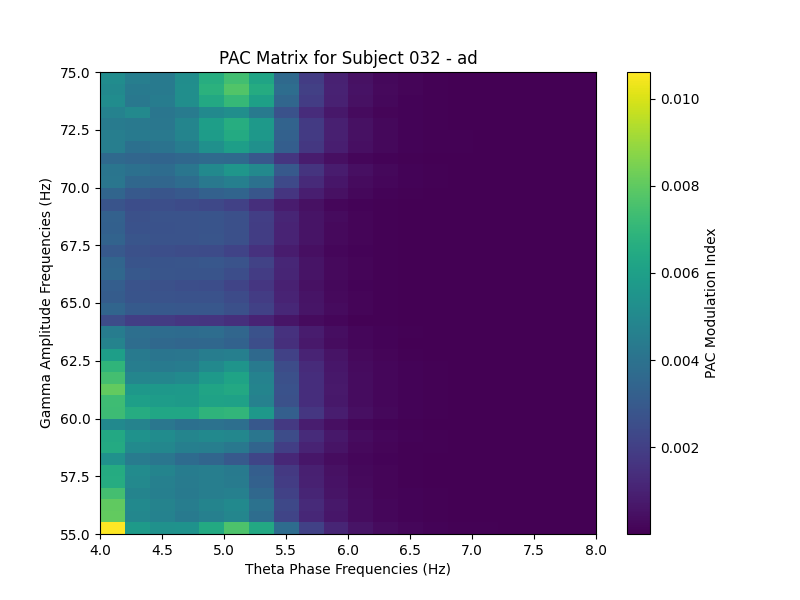 PAC Matrix for Subject 032 - ad
75.0
72.5
70.0
67.5
65.0
62.5
60.0
57.5
55.0
Gamma Amplitude Frequencies (Hz)
4.0 4.5 5.0 5.5 6.0 6.5 7.0 7.5 8.0
Theta Phase Frequencies (Hz)
0.010
0.008
0.006
0.004
0.002
PAC Modulation Index